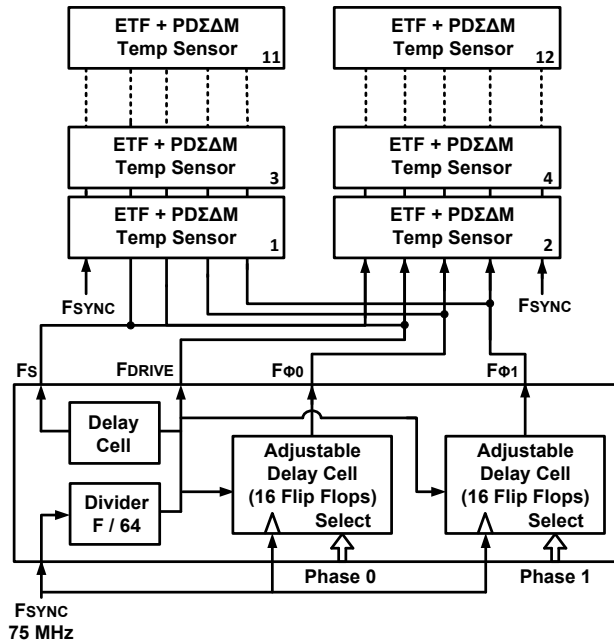 ETF + PDΣΔM
Temp Sensor
11
ETF + PDΣΔM
Temp Sensor
12
ETF + PDΣΔM
Temp Sensor
3
ETF + PDΣΔM
Temp Sensor
4
ETF + PDΣΔM
Temp Sensor
1
ETF + PDΣΔM
Temp Sensor
2
FSYNC
FSYNC
FS
FDRIVE
FΦ0
FΦ1
Delay
Cell
Divider
F / 64
Adjustable
Delay Cell
(16 Flip Flops)
Select
Adjustable
Delay Cell
(16 Flip Flops)
Select
Phase 0
Phase 1
FSYNC
75 MHz